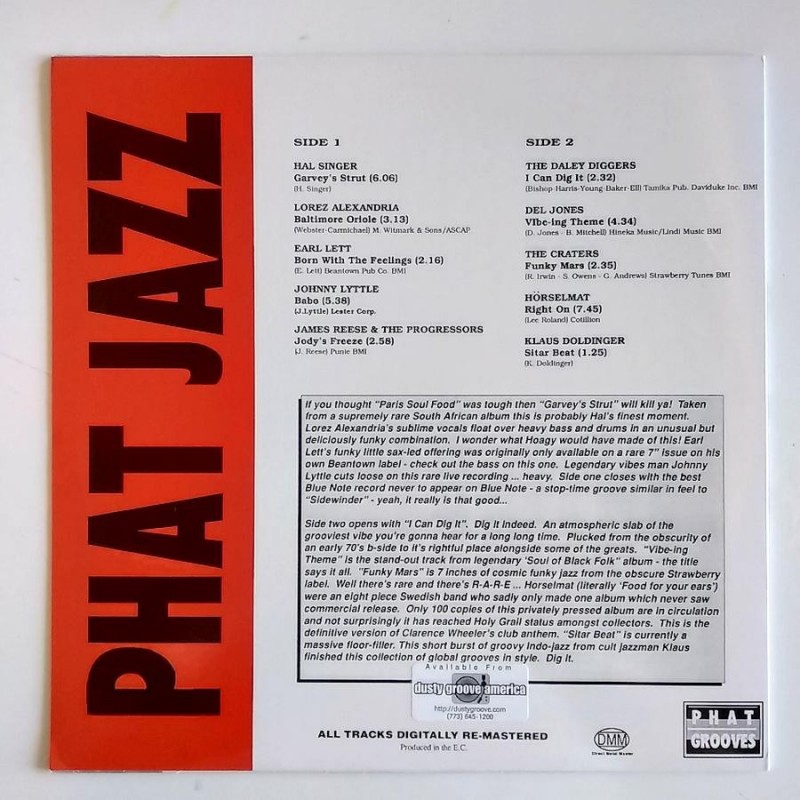 PHAT JAZZ
SIDE 1
HAL SINGER
Garvey's Strut (6.06)
(H. Singer)
LOREZ ALEXANDRIA
Baltimore Oriole (3.13)
(Webster-Carmichael) M. Witmark & Sons/ASCAP
EARL LETT
Born With The Feelings (2.16)
(E. Lett) Beantown Pub Co. BMI
JOHNNY LYTTLE
Babo (5.38)
(J.Lyttle) Lester Corp.
JAMES REESE & THE PROGRESSORS
Jody's Freeze (2.58)
(J. Reese) Punie BMI
SIDE 2
THE DALEY DIGGERS
I Can Dig It (2.32)
(Bishop-Harris-Young-Baker-Ell) Tamika Pub. Daviduke Inc. BMI
DEL JONES
VIbe-ing Theme (4.34)
(D. Jones - B. Mitchell) Hineka Music/Lindi Music BMI
THE CRATERS
Funky Mars (2.35)
(R. Irwin - S. Owens - G. Andrews) Strawberry Tunes BMI
HÖRSELMAT
Right On (7.45)
(Lee Roland) Cotillion
KLAUS DOLDINGER
Sitar Beat (1.25)
(K. Doldinger)
If you thought "Paris Soul Food" was tough then "Garvey's Strut" will kill ya! Taken
from a supremely rare South African album this is probably Hal's finest moment.
Lorez Alexandria's sublime vocals float over heavy bass and drums in an unusual but
deliciously funky combination. I wonder what Hoagy would have made of this! Earl
Lett's funky little sax-led offering was originally only available on a rare 7" issue on his
own Beantown label - check out the bass on this one. Legendary vibes man Johnny
Lyttle cuts loose on this rare live recording ... heavy. Side one closes with the best
Blue Note record never to appear on Blue Note - a stop-time groove similar in feel to
"Sidewinder" - yeah, it really is that good...
Side two opens with "I Can Dig It". Dig it indeed. An atmospheric slab of the
grooviest vibe you're gonna hear for a long long time. Plucked from the obscurity of
an early 70's b-side to it's rightful place alongside some of the greats. "Vibe-ing
Theme" is the stand-out track from legendary 'Soul of Black Folk" album - the title
says it all. "Funky Mars" is 7 inches of cosmic funky jazz from the obscure Strawberry
label. Well there's rare and there's R-A-R-E ... Horselmat (literally 'Food for your ears')
were an eight piece Swedish band who sadly only made one album which never saw
commercial release. Only 100 copies of this privately pressed album are in circulation
and not surprisingly it has reached Holy Grail status amongst collectors. This is the
definitive version of Clarence Wheeler's club anthem. "Sitar Beat" is currently a
massive floor-filler. This short burst of groovy Indo-jazz from cult jazzman Klaus
finished this collection of global grooves in style. Dig it.
Available From
dusty groove america
http://dustygroove.com
(773) 645-1200
ALL TRACKS DIGITALLY RE-MASTERED
Produced in the E.C.
DMM
Direct Metal Master
PHAT
GROOVES